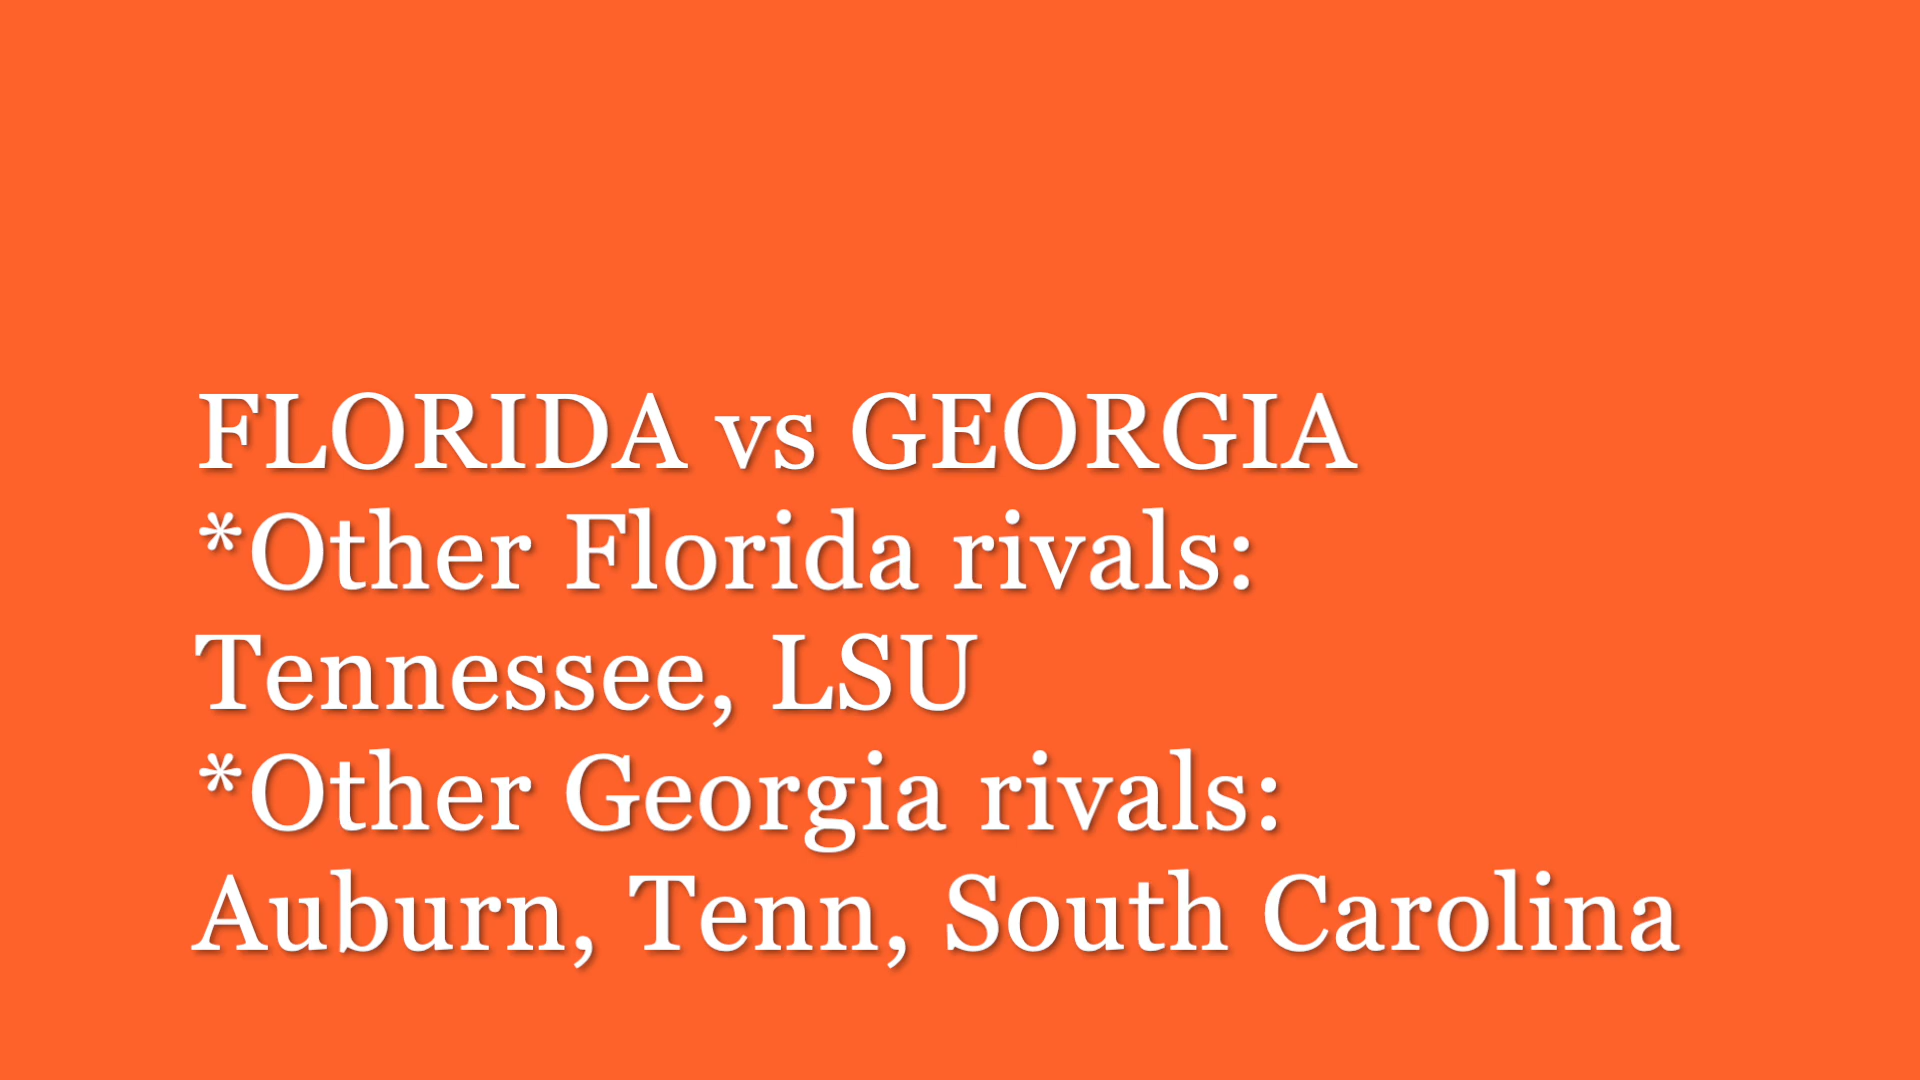 FLORIDA vs GEORGIA
*Other Florida rivals:
Tennessee, LSU
*Other Georgia rivals:
Auburn, Tenn, South Carolina